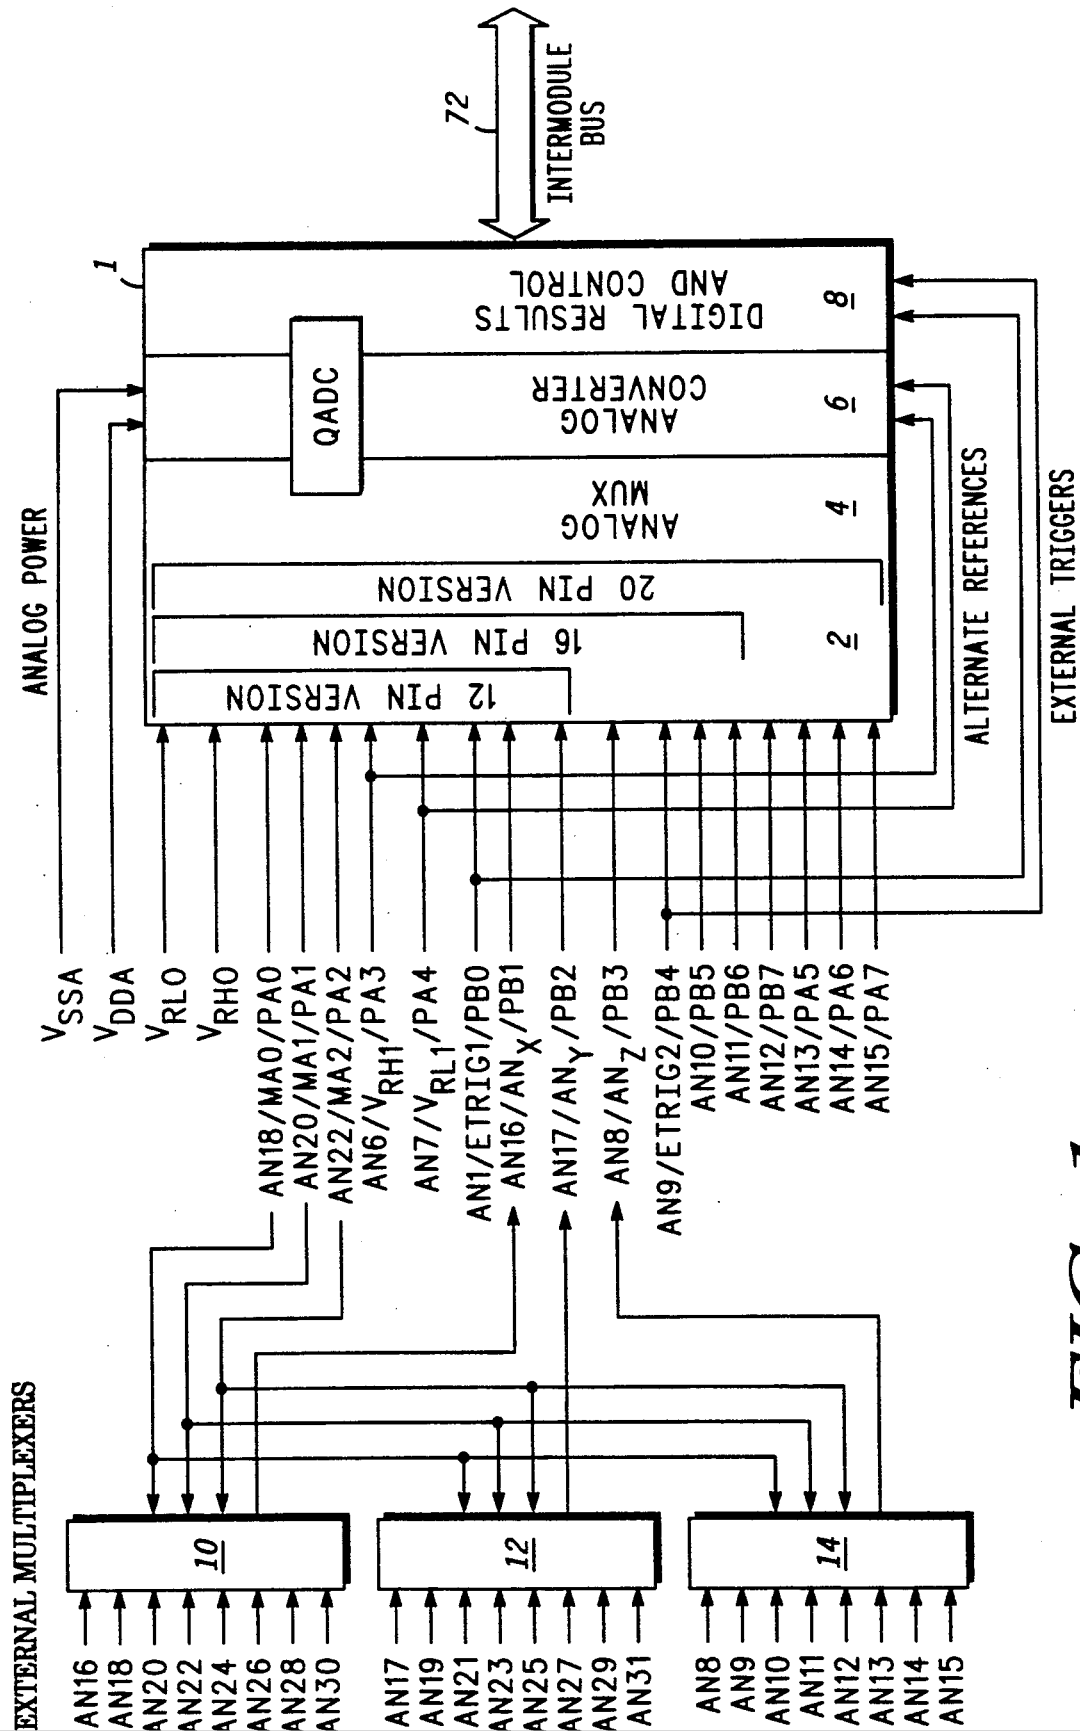 EXTERNAL MULTIPLEXERS
AN16
AN18
AN20
AN22
AN24
AN26
AN28
AN30
10
AN17
AN19
AN21
AN23
AN25
AN27
AN29
AN31
12
AN8
AN9
AN10
AN11
AN12
AN13
AN14
AN15
14
ANALOG POWER
VSSA
VDDA
VRLO
VRHO
AN18/MA0/PA0
AN20/MA1/PA1
AN22/MA2/PA2
AN6/VRH1/PA3
AN7/VRL1/PA4
AN1/ETRIG1/PB0
AN16/ANX/PB1
AN17/ANY/PB2
AN8/ANZ/PB3
AN9/ETRIG2/PB4
AN10/PB5
AN11/PB6
AN12/PB7
AN13/PA5
AN14/PA6
AN15/PA7
12 PIN VERSION
16 PIN VERSION
20 PIN VERSION
2
ANALOG
MUX
4
QADC
ANALOG
CONVERTER
6
DIGITAL RESULTS
AND CONTROL
8
1
72
INTERMODULE
BUS
ALTERNATE REFERENCES
EXTERNAL TRIGGERS